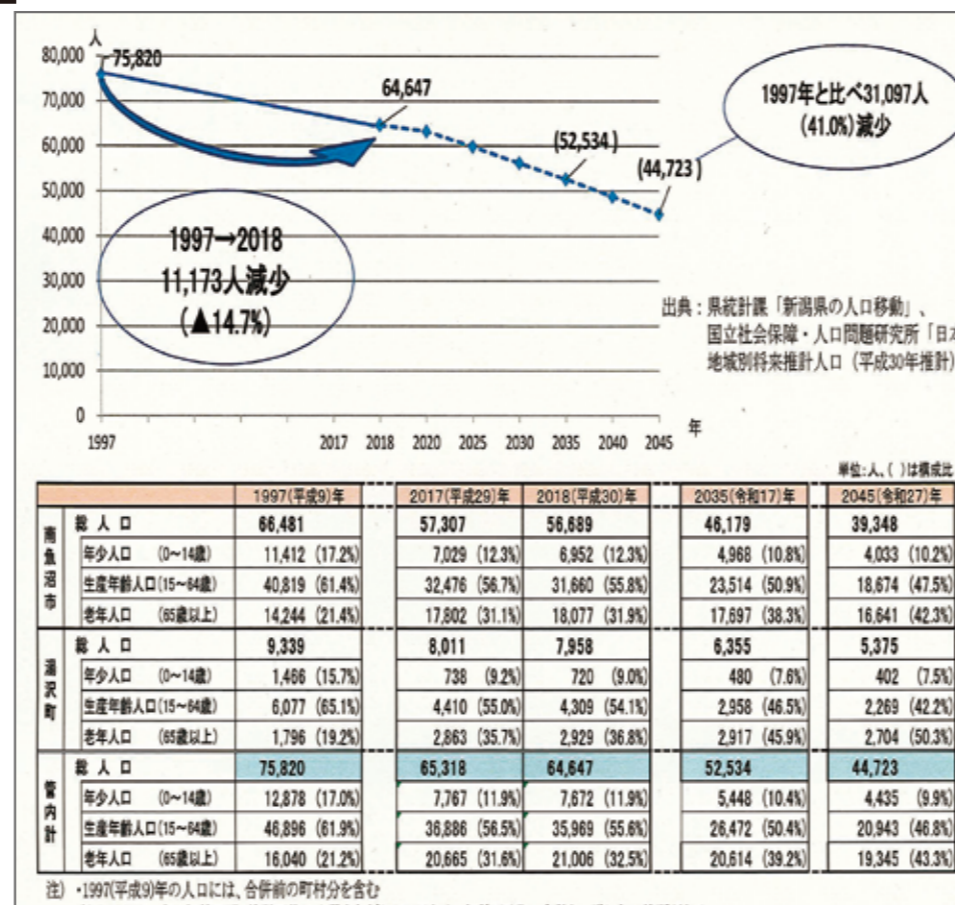 人
80,000
75,820
70,000
64,647
60,000
(52,534 )
50,000
(44,723 )
40,000
30,000
20,000
10,000
0
1997年と比べ31,097人
(41.0%)減少
1997→2018
11,173人減少
(▲14.7%)
出典：県統計課「新潟県の人口移動」、
国立社会保障・人口問題研究所「日本
地域別将来推計人口（平成30年推計）
1997 2017 2018 2020 2025 2030 2035 2040 2045 年
単位:人、( )は構成比
1997(平成9)年 2017(平成29)年 2018(平成30)年 2035(令和17)年 2045(令和27)年
南魚沼市
総人口 66,481 57,307 56,689 46,179 39,348
年少人口 (0～14歳) 11,412 (17.2%) 7,029 (12.3%) 6,952 (12.3%) 4,968 (10.8%) 4,033 (10.2%)
生産年齢人口(15～64歳) 40,819 (61.4%) 32,476 (56.7%) 31,660 (55.8%) 23,514 (50.9%) 18,674 (47.5%)
老年人口 (65歳以上) 14,244 (21.4%) 17,802 (31.1%) 18,077 (31.9%) 17,697 (38.3%) 16,641 (42.3%)
湯沢町
総人口 9,339 8,011 7,958 6,355 5,375
年少人口 (0～14歳) 1,466 (15.7%) 738 (9.2%) 720 (9.0%) 480 (7.6%) 402 (7.5%)
生産年齢人口(15～64歳) 6,077 (65.1%) 4,410 (55.0%) 4,309 (54.1%) 2,958 (46.5%) 2,269 (42.2%)
老年人口 (65歳以上) 1,796 (19.2%) 2,863 (35.7%) 2,929 (36.8%) 2,917 (45.9%) 2,704 (50.3%)
管内計
総人口 75,820 65,318 64,647 52,534 44,723
年少人口 (0～14歳) 12,878 (17.0%) 7,767 (11.9%) 7,672 (11.9%) 5,448 (10.4%) 4,435 (9.9%)
生産年齢人口(15～64歳) 46,896 (61.9%) 36,886 (56.5%) 35,969 (55.6%) 26,472 (50.4%) 20,943 (46.8%)
老年人口 (65歳以上) 16,040 (21.2%) 20,665 (31.6%) 21,006 (32.5%) 20,614 (39.2%) 19,345 (43.3%)
注) ・1997(平成9)年の人口には、合併前の町村分を含む